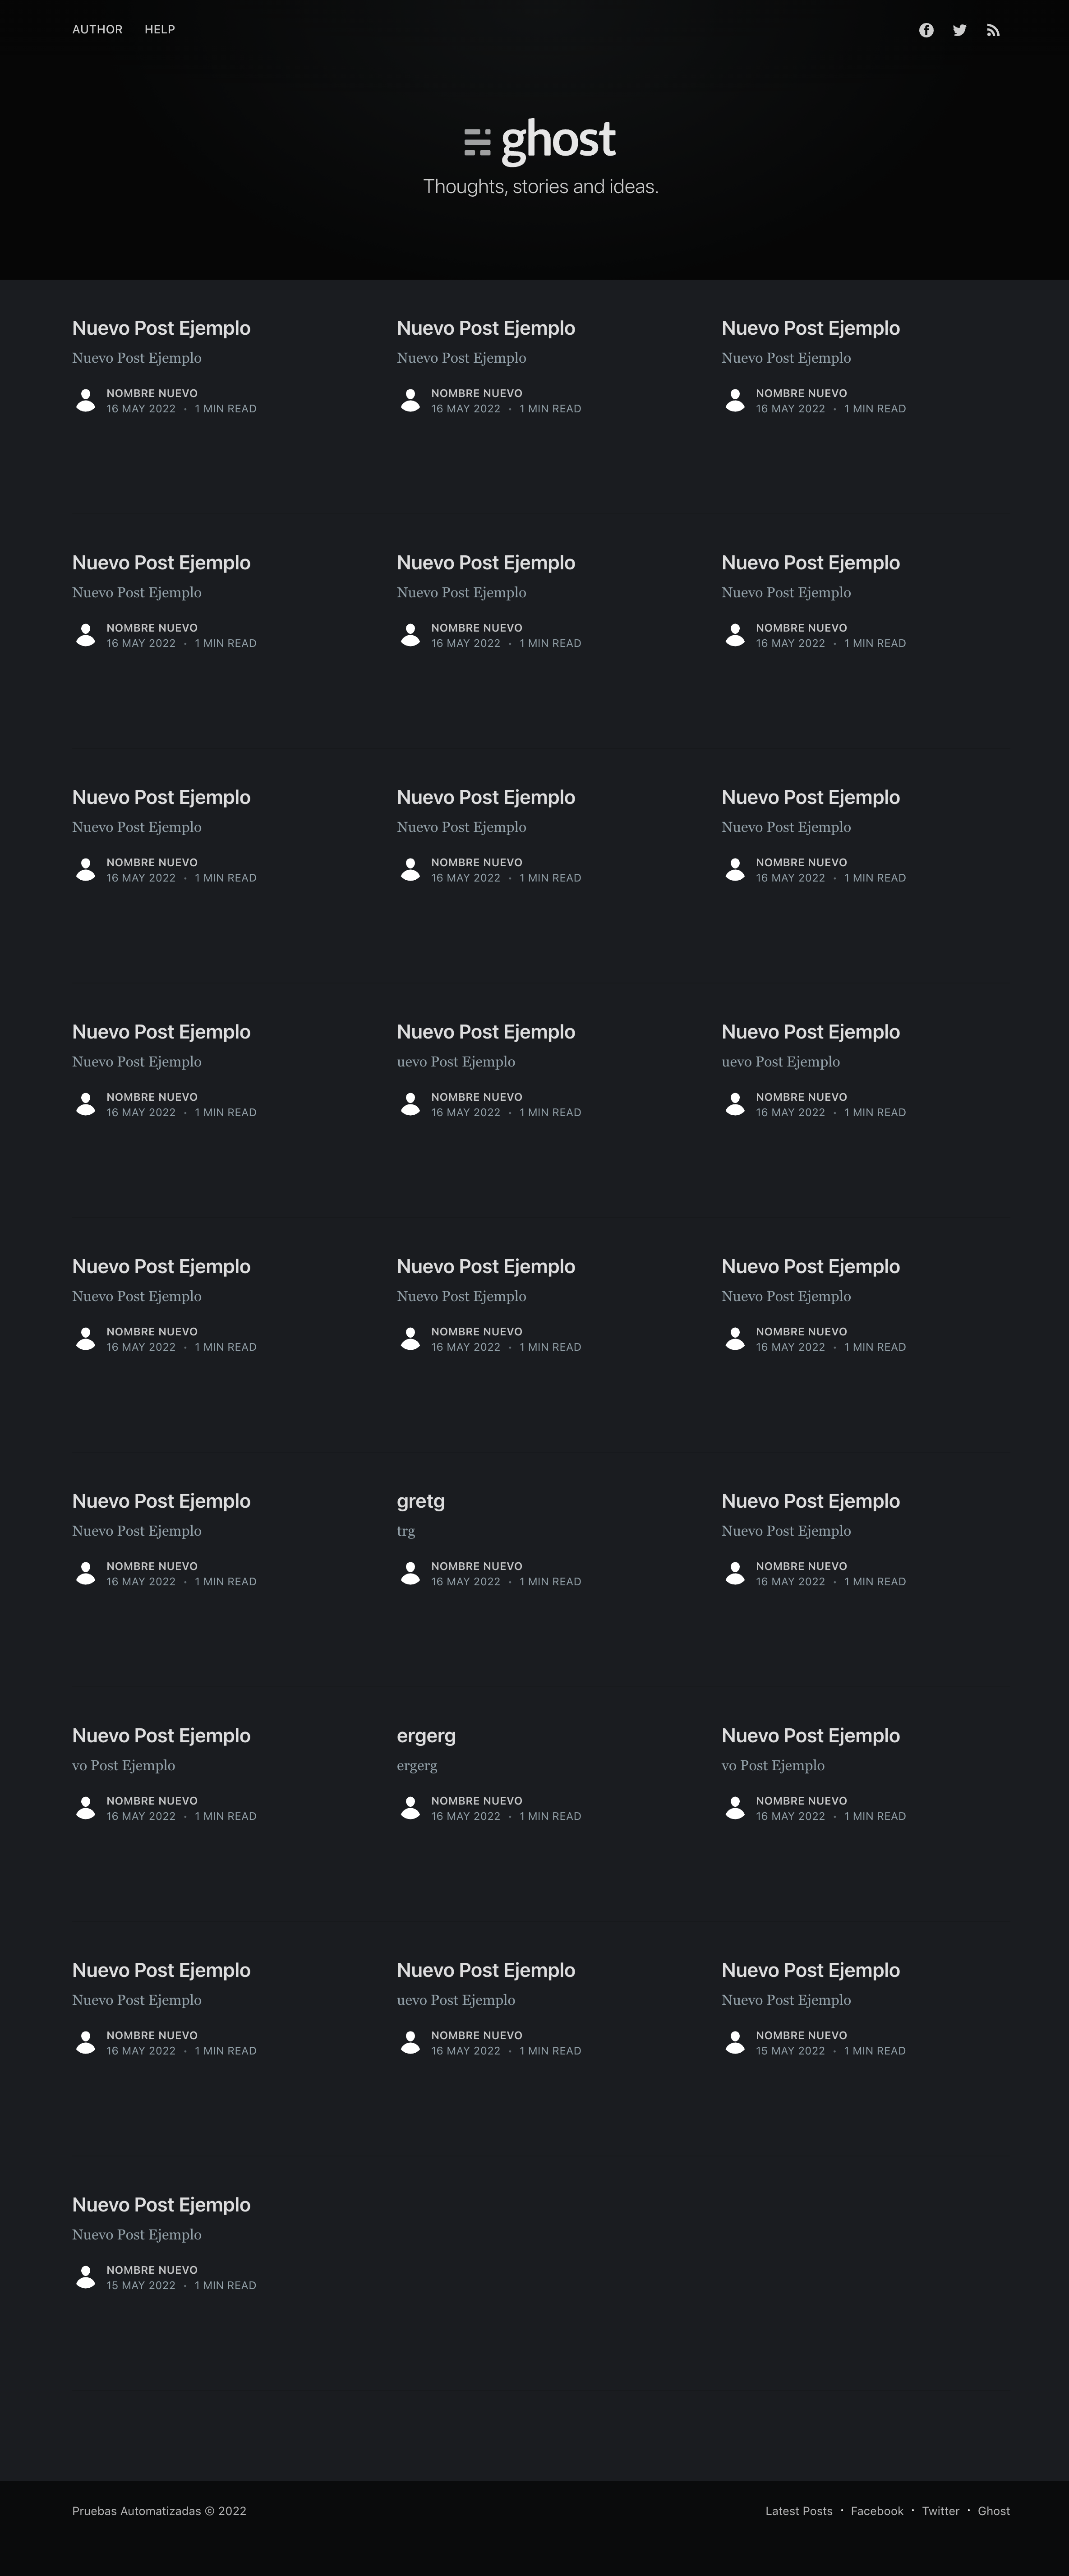 AUTHOR HELP
ghost
Thoughts, stories and ideas.
Nuevo Post Ejemplo
Nuevo Post Ejemplo
NOMBRE NUEVO
16 MAY 2022 • 1 MIN READ
Nuevo Post Ejemplo
Nuevo Post Ejemplo
NOMBRE NUEVO
16 MAY 2022 • 1 MIN READ
Nuevo Post Ejemplo
Nuevo Post Ejemplo
NOMBRE NUEVO
16 MAY 2022 • 1 MIN READ
Nuevo Post Ejemplo
Nuevo Post Ejemplo
NOMBRE NUEVO
16 MAY 2022 • 1 MIN READ
Nuevo Post Ejemplo
Nuevo Post Ejemplo
NOMBRE NUEVO
16 MAY 2022 • 1 MIN READ
Nuevo Post Ejemplo
Nuevo Post Ejemplo
NOMBRE NUEVO
16 MAY 2022 • 1 MIN READ
Nuevo Post Ejemplo
Nuevo Post Ejemplo
NOMBRE NUEVO
16 MAY 2022 • 1 MIN READ
Nuevo Post Ejemplo
Nuevo Post Ejemplo
NOMBRE NUEVO
16 MAY 2022 • 1 MIN READ
Nuevo Post Ejemplo
Nuevo Post Ejemplo
NOMBRE NUEVO
16 MAY 2022 • 1 MIN READ
Nuevo Post Ejemplo
Nuevo Post Ejemplo
NOMBRE NUEVO
16 MAY 2022 • 1 MIN READ
Nuevo Post Ejemplo
uevo Post Ejemplo
NOMBRE NUEVO
16 MAY 2022 • 1 MIN READ
Nuevo Post Ejemplo
uevo Post Ejemplo
NOMBRE NUEVO
16 MAY 2022 • 1 MIN READ
Nuevo Post Ejemplo
Nuevo Post Ejemplo
NOMBRE NUEVO
16 MAY 2022 • 1 MIN READ
Nuevo Post Ejemplo
Nuevo Post Ejemplo
NOMBRE NUEVO
16 MAY 2022 • 1 MIN READ
Nuevo Post Ejemplo
Nuevo Post Ejemplo
NOMBRE NUEVO
16 MAY 2022 • 1 MIN READ
Nuevo Post Ejemplo
Nuevo Post Ejemplo
NOMBRE NUEVO
16 MAY 2022 • 1 MIN READ
gretg
trg
NOMBRE NUEVO
16 MAY 2022 • 1 MIN READ
Nuevo Post Ejemplo
Nuevo Post Ejemplo
NOMBRE NUEVO
16 MAY 2022 • 1 MIN READ
Nuevo Post Ejemplo
vo Post Ejemplo
NOMBRE NUEVO
16 MAY 2022 • 1 MIN READ
ergerg
ergerg
NOMBRE NUEVO
16 MAY 2022 • 1 MIN READ
Nuevo Post Ejemplo
vo Post Ejemplo
NOMBRE NUEVO
16 MAY 2022 • 1 MIN READ
Nuevo Post Ejemplo
Nuevo Post Ejemplo
NOMBRE NUEVO
16 MAY 2022 • 1 MIN READ
Nuevo Post Ejemplo
uevo Post Ejemplo
NOMBRE NUEVO
16 MAY 2022 • 1 MIN READ
Nuevo Post Ejemplo
Nuevo Post Ejemplo
NOMBRE NUEVO
15 MAY 2022 • 1 MIN READ
Nuevo Post Ejemplo
Nuevo Post Ejemplo
NOMBRE NUEVO
15 MAY 2022 • 1 MIN READ
Pruebas Automatizadas © 2022
Latest Posts • Facebook • Twitter • Ghost